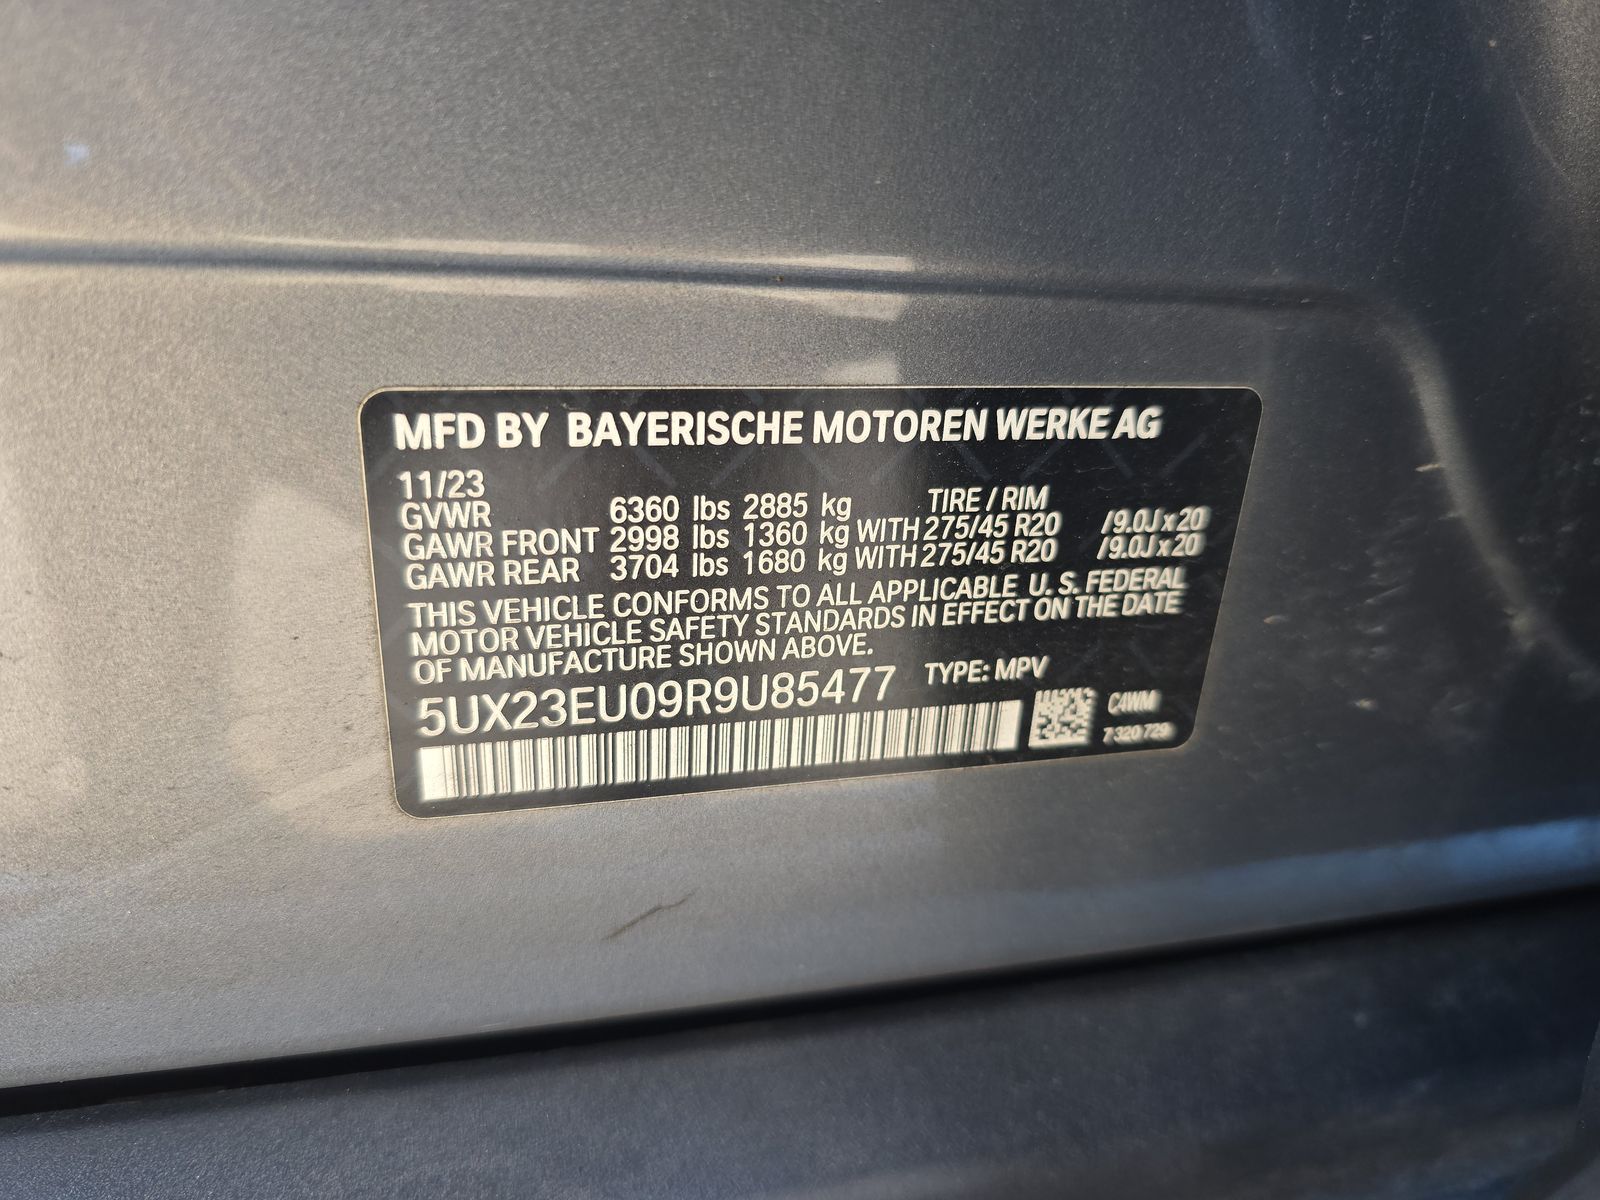 MFD BY BAYERISCHE MOTOREN WERKE AG
11/23 TIRE / RIM
GVWR 6360 lbs 2885 kg
GAWR FRONT 2998 lbs 1360 kg WITH 275/45 R20 /9.0J x 20
GAWR REAR 3704 lbs 1680 kg WITH 275/45 R20 /9.0J x 20
THIS VEHICLE CONFORMS TO ALL APPLICABLE U. S. FEDERAL
MOTOR VEHICLE SAFETY STANDARDS IN EFFECT ON THE DATE
OF MANUFACTURE SHOWN ABOVE.
5UX23EU09R9U85477 TYPE: MPV
C4WM
7 320 729